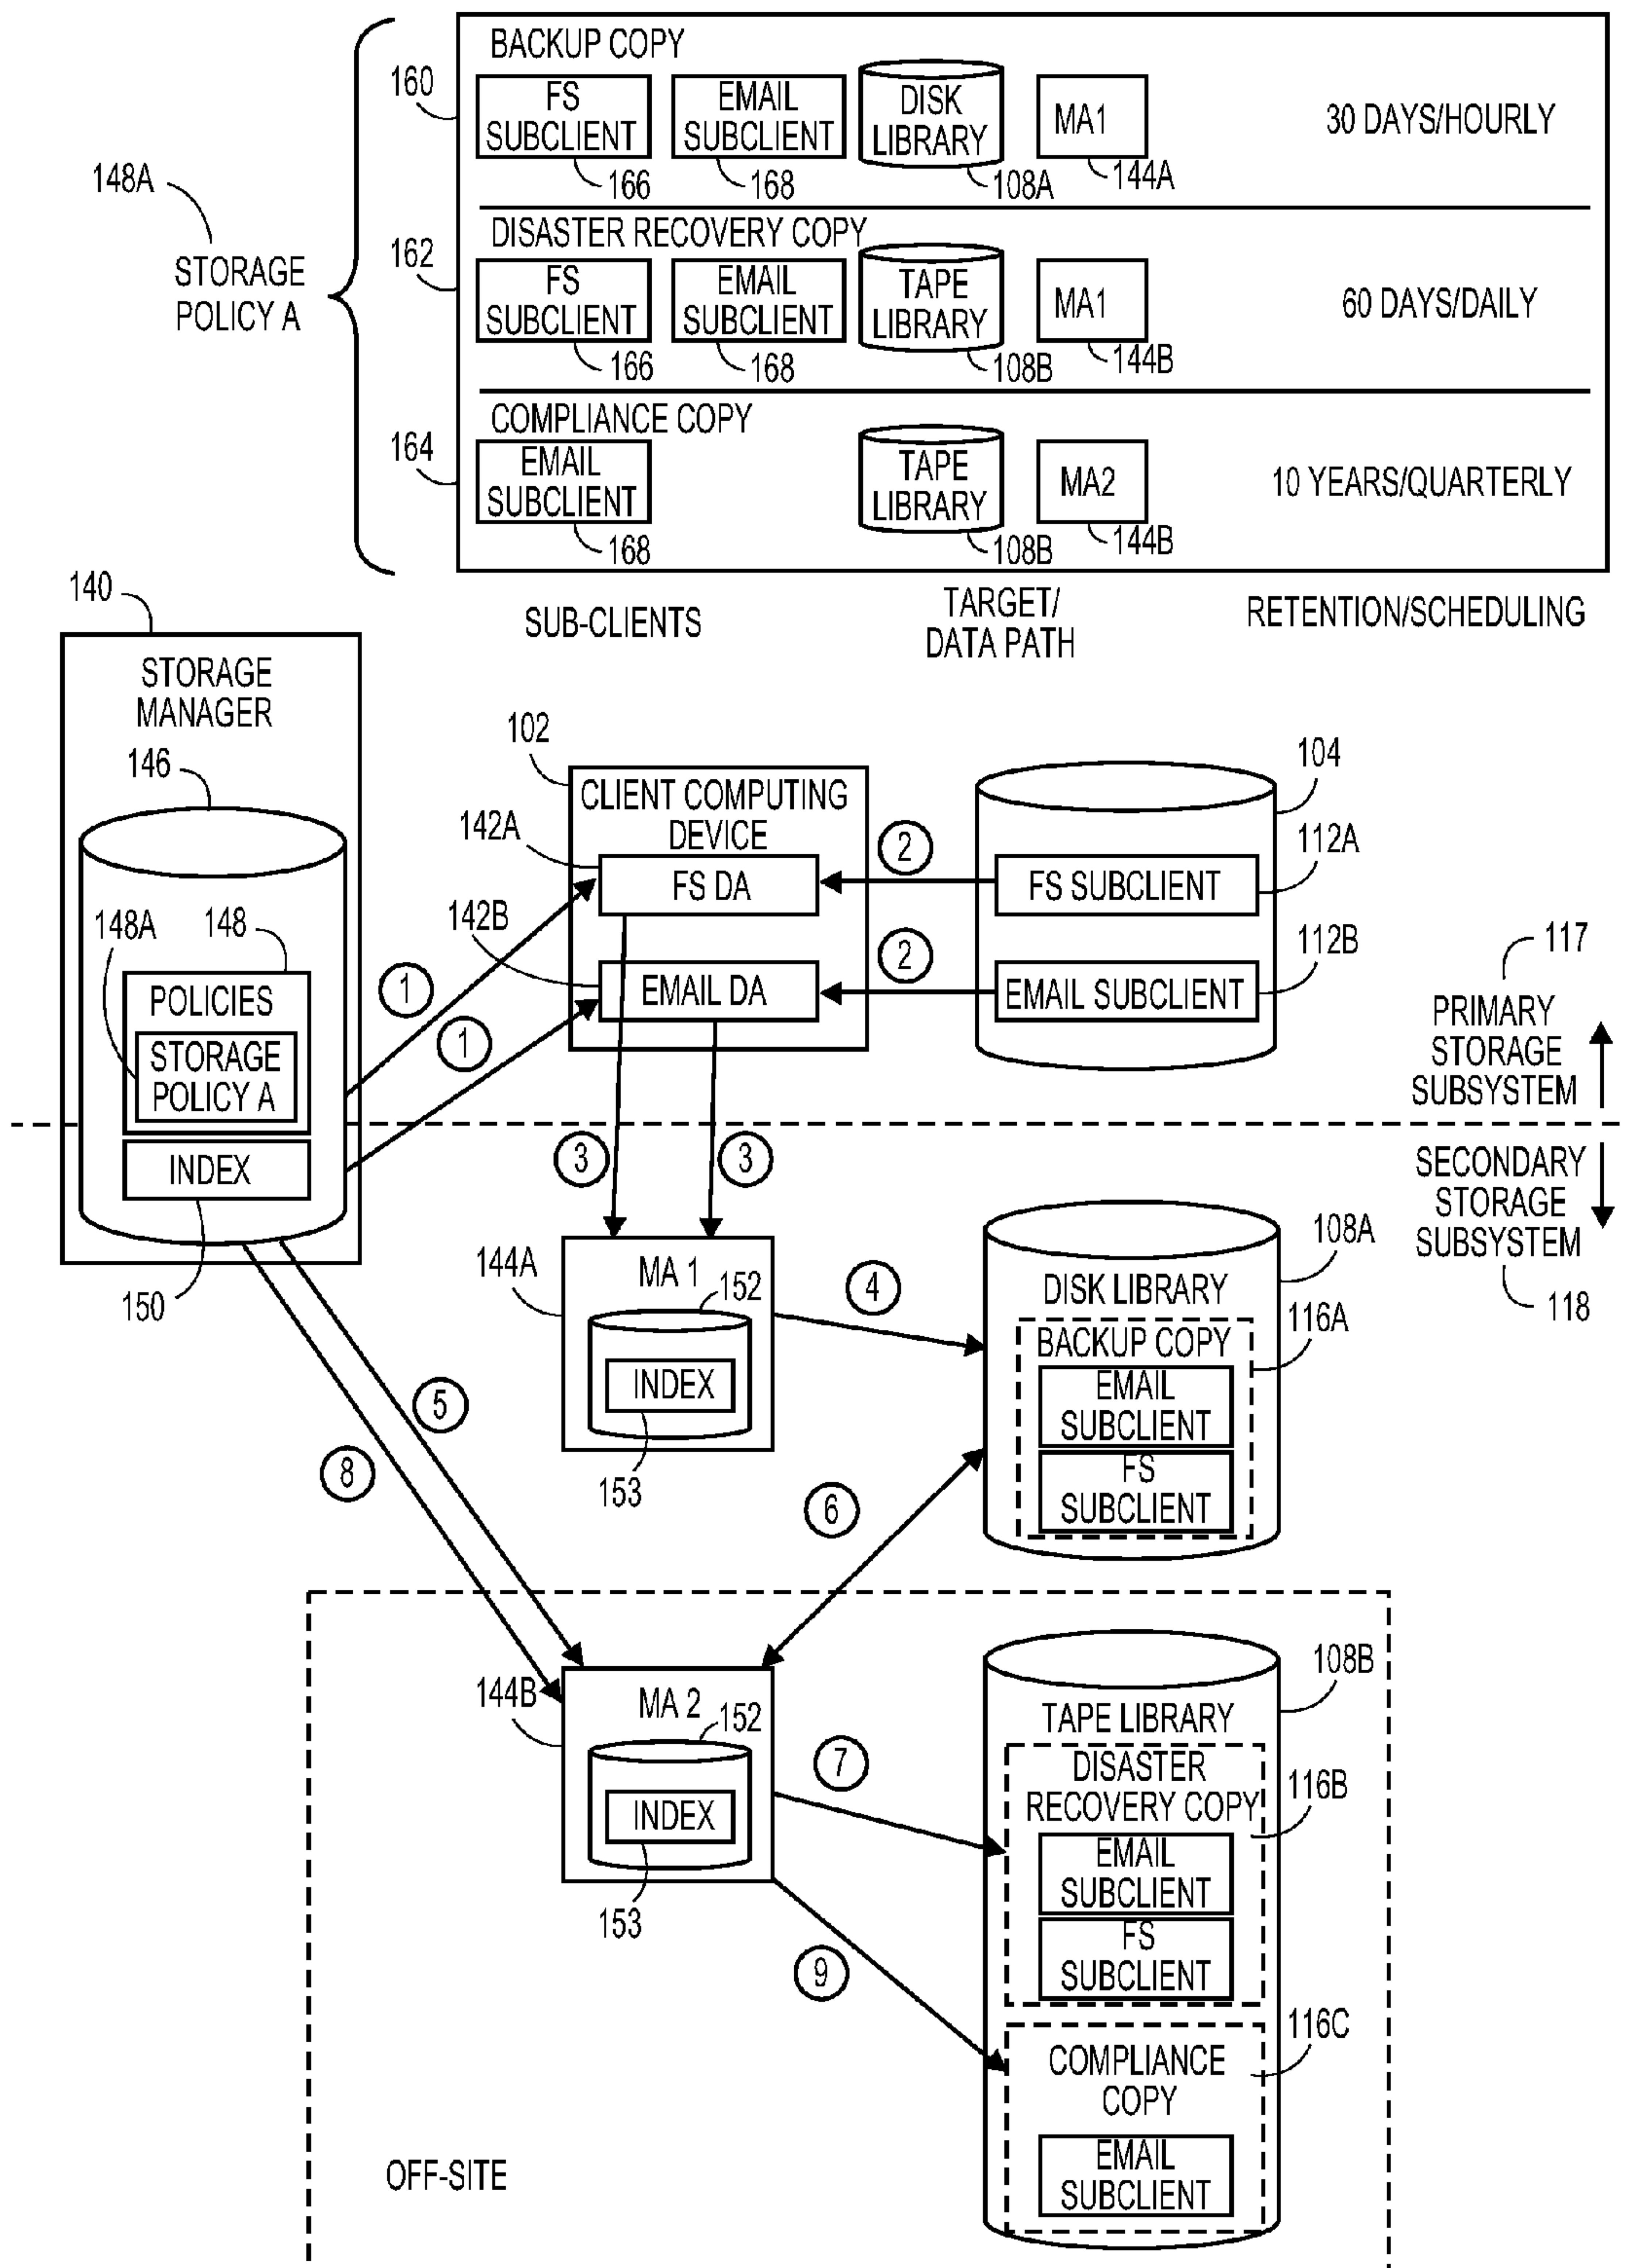 BACKUP COPY
160
FS
SUBCLIENT
166
EMAIL
SUBCLIENT
168
DISK
LIBRARY
108A
MA1
144A
30 DAYS/HOURLY
148A
STORAGE
POLICY A
DISASTER RECOVERY COPY
162
FS
SUBCLIENT
166
EMAIL
SUBCLIENT
168
TAPE
LIBRARY
108B
MA1
144B
60 DAYS/DAILY
COMPLIANCE COPY
164
EMAIL
SUBCLIENT
168
TAPE
LIBRARY
108B
MA2
144B
10 YEARS/QUARTERLY
SUB-CLIENTS
TARGET/
DATA PATH
RETENTION/SCHEDULING
140
STORAGE
MANAGER
146
148A
148
POLICIES
STORAGE
POLICY A
INDEX
150
102
CLIENT COMPUTING
DEVICE
142A
FS DA
142B
EMAIL DA
1
1
2
2
104
112A
FS SUBCLIENT
112B
EMAIL SUBCLIENT
117
PRIMARY
STORAGE
SUBSYSTEM
SECONDARY
STORAGE
SUBSYSTEM
118
3
3
144A
MA 1
152
INDEX
153
4
108A
DISK LIBRARY
116A
BACKUP COPY
EMAIL
SUBCLIENT
FS
SUBCLIENT
5
8
6
144B
MA 2
152
INDEX
153
7
9
108B
TAPE LIBRARY
DISASTER
RECOVERY COPY
116B
EMAIL
SUBCLIENT
FS
SUBCLIENT
116C
COMPLIANCE
COPY
EMAIL
SUBCLIENT
OFF-SITE